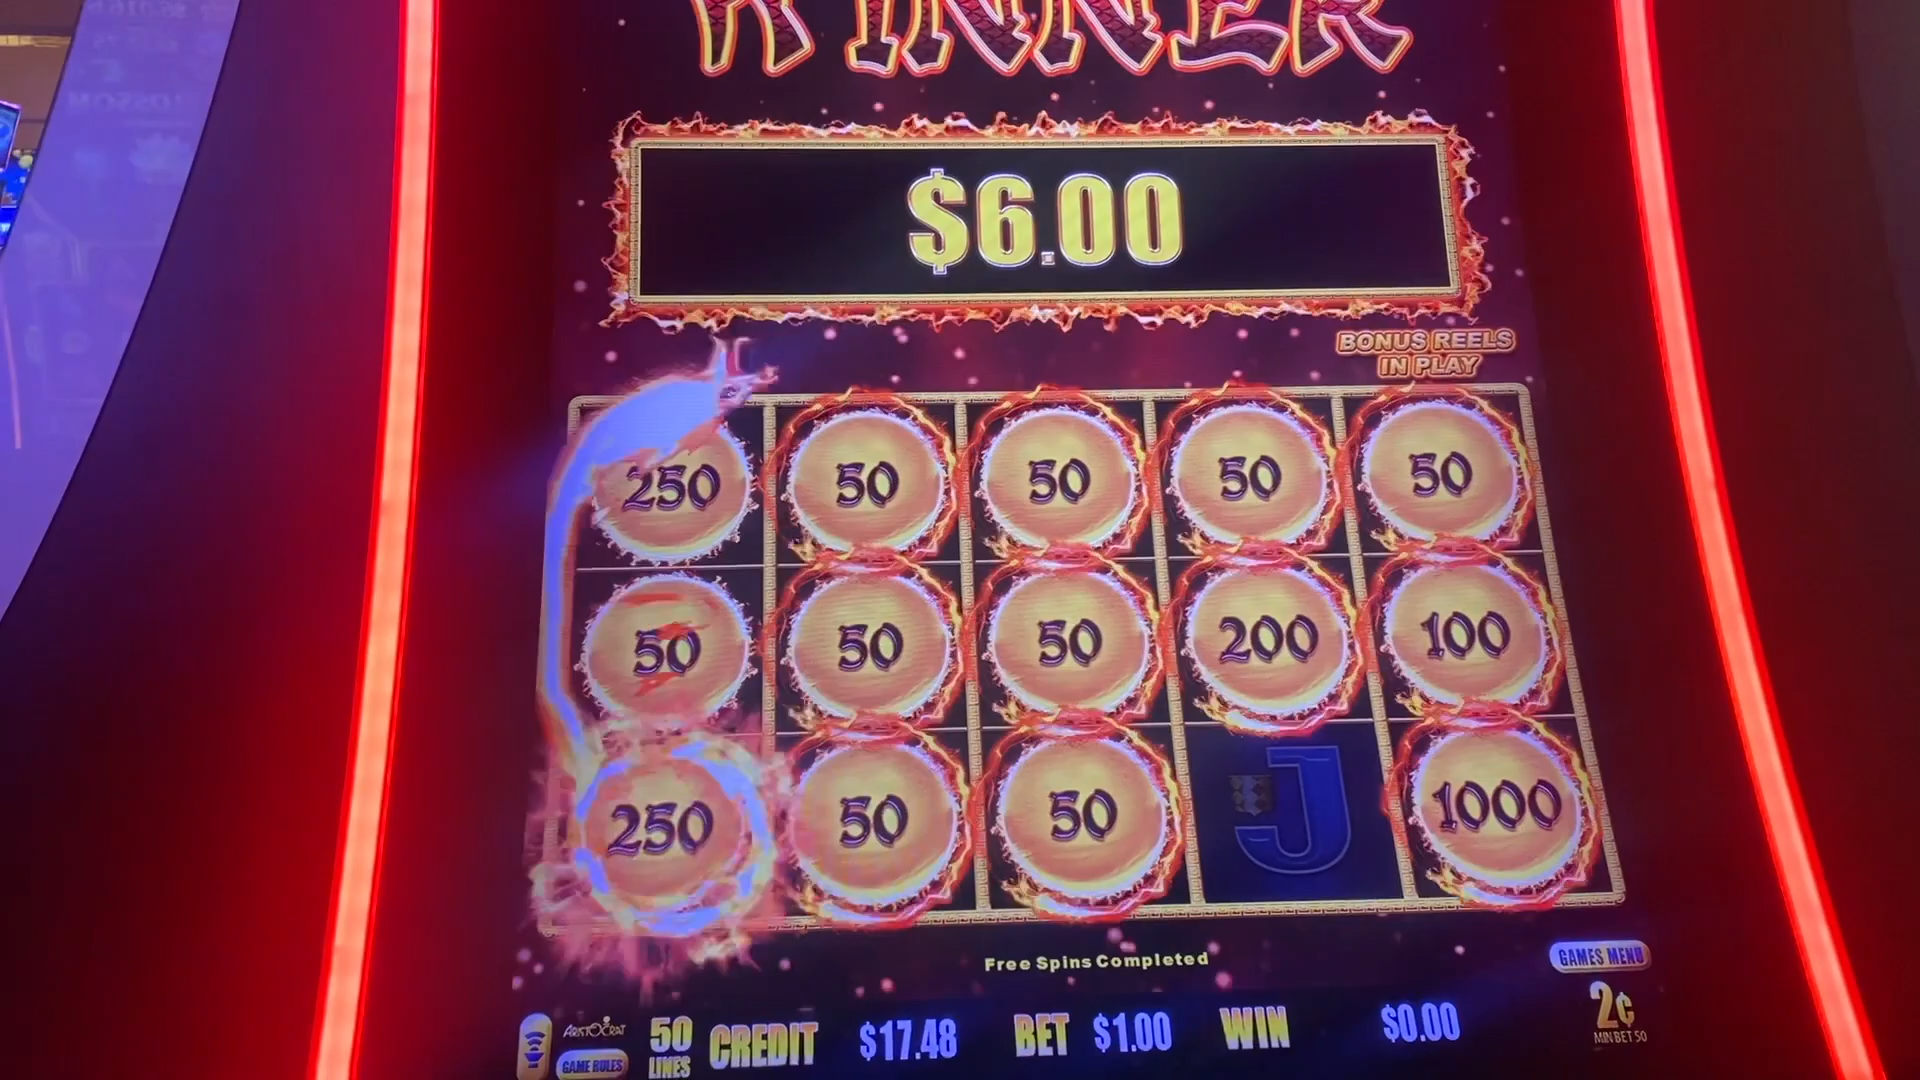 WINNER
$6.00
BONUS REELS
IN PLAY
250 50 50 50 50
50 50 50 200 100
250 50 50 J 1000
Free Spins Completed
GAMES MENU
2¢
MIN BET 50
ARISTOCRAT
GAME RULES
50
LINES
CREDIT $17.48 BET $1.00 WIN $0.00